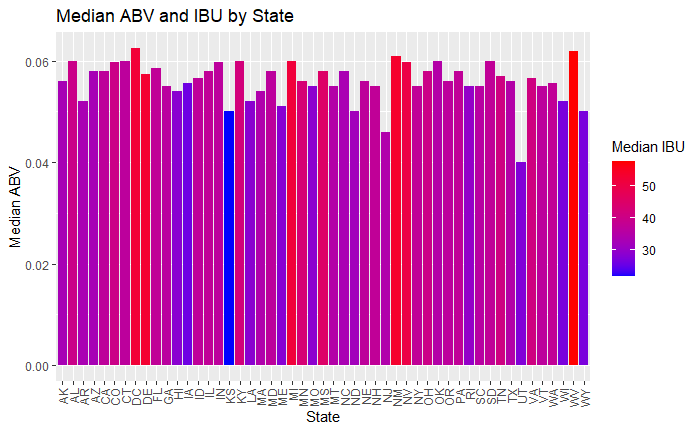 Median ABV and IBU by State
Median ABV
0.06
0.04
0.02
0.00
AK AL AR AZ CA CO CT DC DE FL GA HI IA ID IL IN KS KY LA MA MD ME MI MN MO MS MT NC ND NE NH NJ NM NV NY OH OK OR PA RI SC SD TN TX UT VA VT WA WI WV WY
State
Median IBU
50
40
30